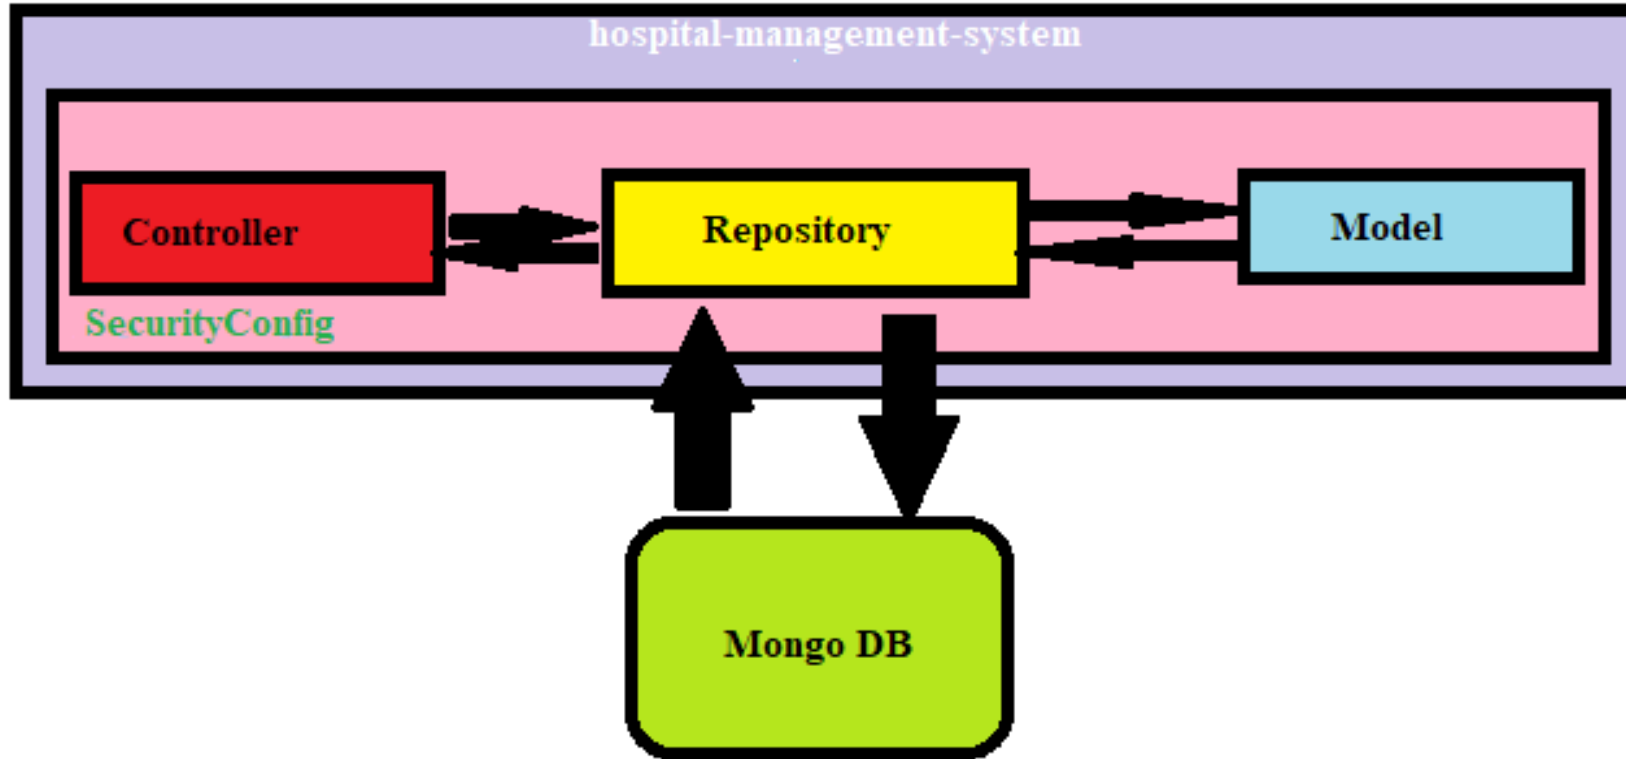 hospital-management-system
Controller
Repository
Model
SecurityConfig
Mongo DB